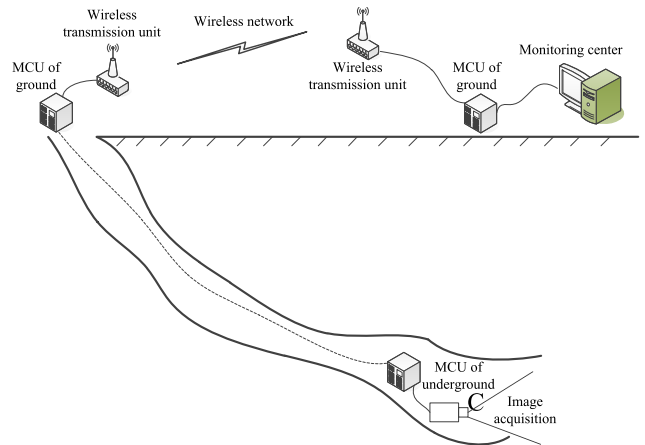 Wireless
transmission unit
Wireless network
MCU of
ground
Wireless
transmission unit
MCU of
ground
Monitoring center
MCU of
underground
C
Image
acquisition